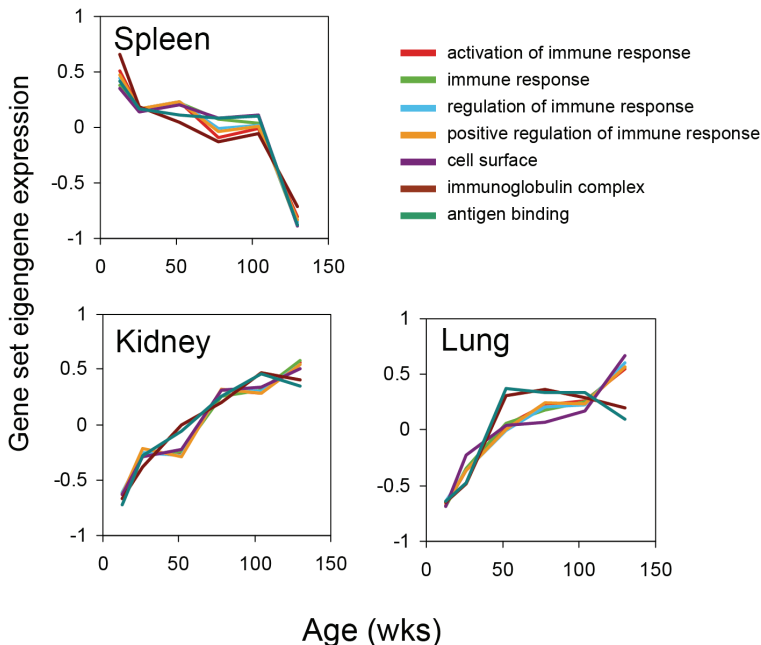 Gene set eigengene expression
Spleen
1
0.5
0
-0.5
-1
0 50 100 150
activation of immune response
immune response
regulation of immune response
positive regulation of immune response
cell surface
immunoglobulin complex
antigen binding
Kidney
1
0.5
0
-0.5
-1
0 50 100 150
Lung
1
0.5
0
-0.5
-1
0 50 100 150
Age (wks)